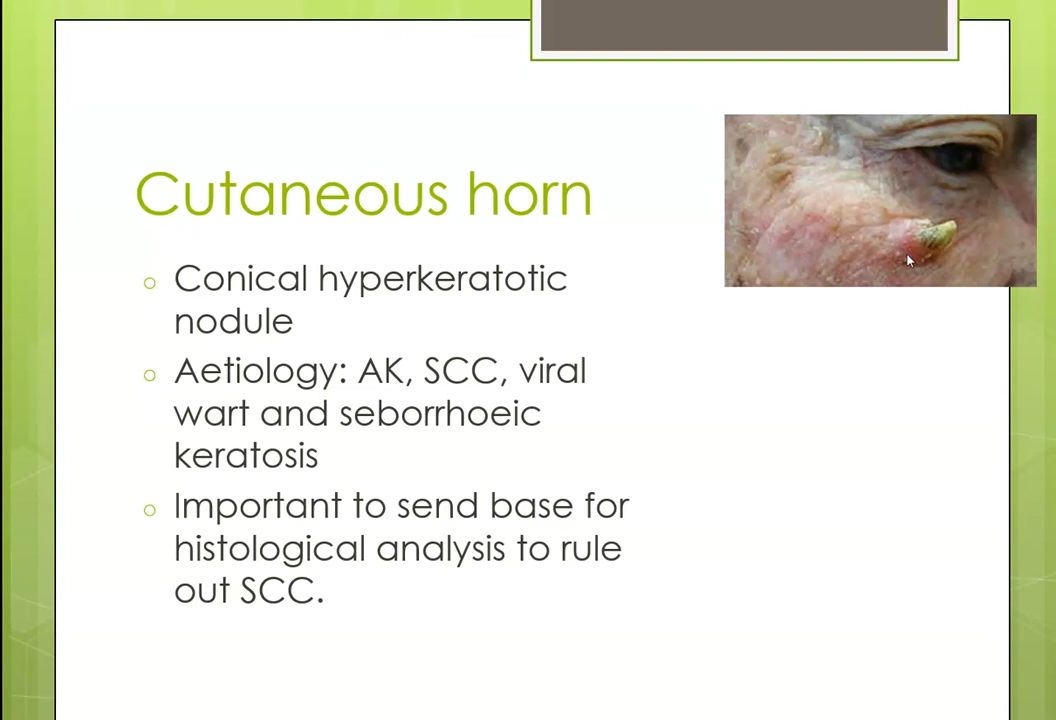 Cutaneous horn
Conical hyperkeratotic
nodule
Aetiology: AK, SCC, viral
wart and seborrhoeic
keratosis
Important to send base for
histological analysis to rule
out SCC.